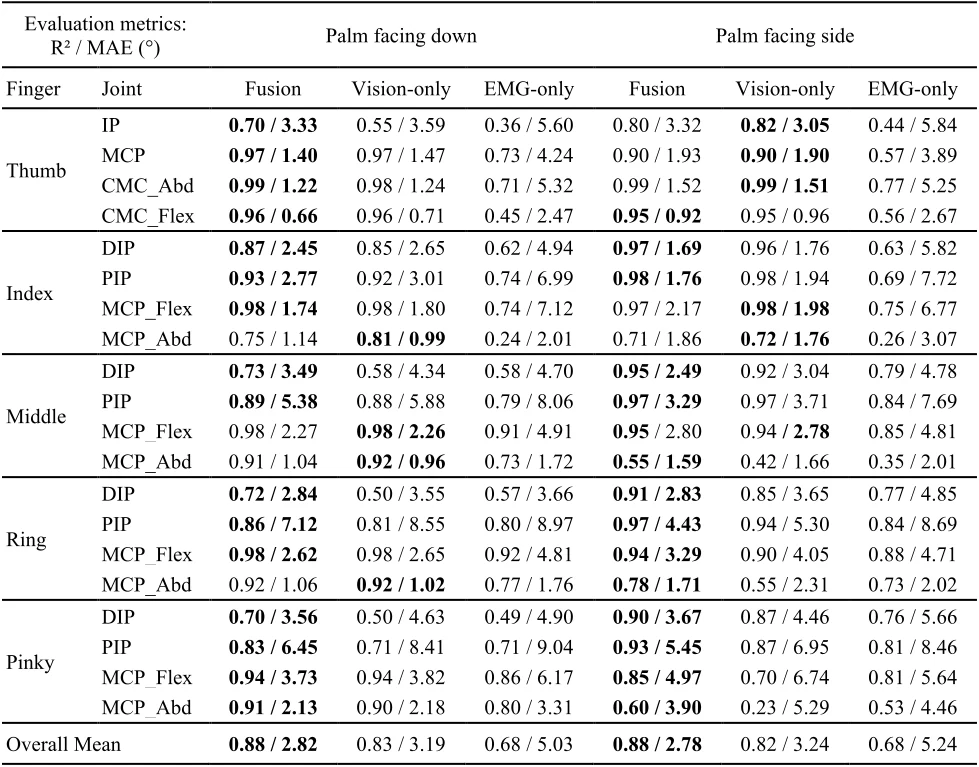 Evaluation metrics: Palm facing down Palm facing side
R² / MAE (°)
Finger Joint Fusion Vision-only EMG-only Fusion Vision-only EMG-only
Thumb IP 0.70 / 3.33 0.55 / 3.59 0.36 / 5.60 0.80 / 3.32 0.82 / 3.05 0.44 / 5.84
MCP 0.97 / 1.40 0.97 / 1.47 0.73 / 4.24 0.90 / 1.93 0.90 / 1.90 0.57 / 3.89
CMC_Abd 0.99 / 1.22 0.98 / 1.24 0.71 / 5.32 0.99 / 1.52 0.99 / 1.51 0.77 / 5.25
CMC_Flex 0.96 / 0.66 0.96 / 0.71 0.45 / 2.47 0.95 / 0.92 0.95 / 0.96 0.56 / 2.67
Index DIP 0.87 / 2.45 0.85 / 2.65 0.62 / 4.94 0.97 / 1.69 0.96 / 1.76 0.63 / 5.82
PIP 0.93 / 2.77 0.92 / 3.01 0.74 / 6.99 0.98 / 1.76 0.98 / 1.94 0.69 / 7.72
MCP_Flex 0.98 / 1.74 0.98 / 1.80 0.74 / 7.12 0.97 / 2.17 0.98 / 1.98 0.75 / 6.77
MCP_Abd 0.75 / 1.14 0.81 / 0.99 0.24 / 2.01 0.71 / 1.86 0.72 / 1.76 0.26 / 3.07
Middle DIP 0.73 / 3.49 0.58 / 4.34 0.58 / 4.70 0.95 / 2.49 0.92 / 3.04 0.79 / 4.78
PIP 0.89 / 5.38 0.88 / 5.88 0.79 / 8.06 0.97 / 3.29 0.97 / 3.71 0.84 / 7.69
MCP_Flex 0.98 / 2.27 0.98 / 2.26 0.91 / 4.91 0.95 / 2.80 0.94 / 2.78 0.85 / 4.81
MCP_Abd 0.91 / 1.04 0.92 / 0.96 0.73 / 1.72 0.55 / 1.59 0.42 / 1.66 0.35 / 2.01
Ring DIP 0.72 / 2.84 0.50 / 3.55 0.57 / 3.66 0.91 / 2.83 0.85 / 3.65 0.77 / 4.85
PIP 0.86 / 7.12 0.81 / 8.55 0.80 / 8.97 0.97 / 4.43 0.94 / 5.30 0.84 / 8.69
MCP_Flex 0.98 / 2.62 0.98 / 2.65 0.92 / 4.81 0.94 / 3.29 0.90 / 4.05 0.88 / 4.71
MCP_Abd 0.92 / 1.06 0.92 / 1.02 0.77 / 1.76 0.78 / 1.71 0.55 / 2.31 0.73 / 2.02
Pinky DIP 0.70 / 3.56 0.50 / 4.63 0.49 / 4.90 0.90 / 3.67 0.87 / 4.46 0.76 / 5.66
PIP 0.83 / 6.45 0.71 / 8.41 0.71 / 9.04 0.93 / 5.45 0.87 / 6.95 0.81 / 8.46
MCP_Flex 0.94 / 3.73 0.94 / 3.82 0.86 / 6.17 0.85 / 4.97 0.70 / 6.74 0.81 / 5.64
MCP_Abd 0.91 / 2.13 0.90 / 2.18 0.80 / 3.31 0.60 / 3.90 0.23 / 5.29 0.53 / 4.46
Overall Mean 0.88 / 2.82 0.83 / 3.19 0.68 / 5.03 0.88 / 2.78 0.82 / 3.24 0.68 / 5.24